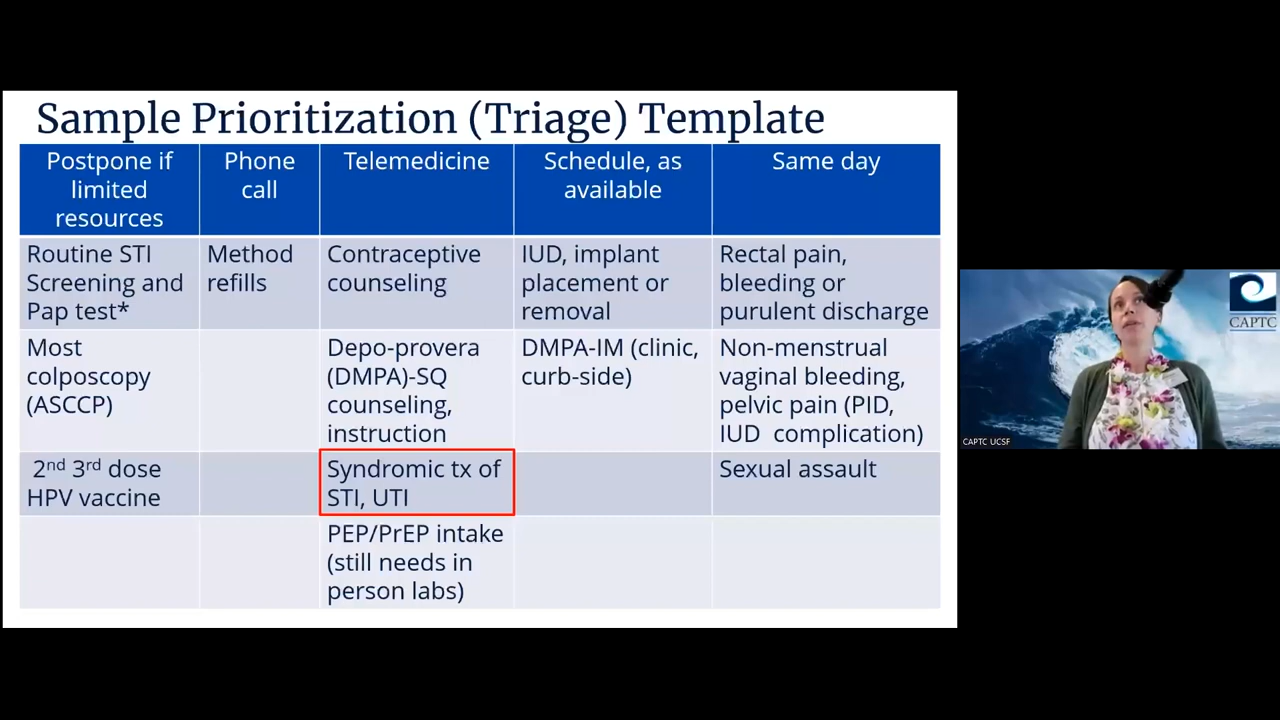 Sample Prioritization (Triage) Template
Postpone if
limited
resources
Phone
call
Telemedicine
Schedule, as
available
Same day
Routine STI
Screening and
Pap test*
Method
refills
Contraceptive
counseling
IUD, implant
placement or
removal
Rectal pain,
bleeding or
purulent discharge
Most
colposcopy
(ASCCP)
Depo-provera
(DMPA)-SQ
counseling,
instruction
DMPA-IM (clinic,
curb-side)
Non-menstrual
vaginal bleeding,
pelvic pain (PID,
IUD complication)
2nd 3rd dose
HPV vaccine
Syndromic tx of
STI, UTI
Sexual assault
PEP/PrEP intake
(still needs in
person labs)
CAPTC
CAPTC UCSF